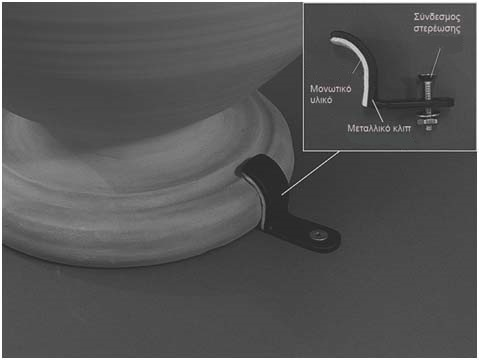 Σύνδεσμος
στερέωσης
Μονωτικό
υλικό
Μεταλλικό κλιπ